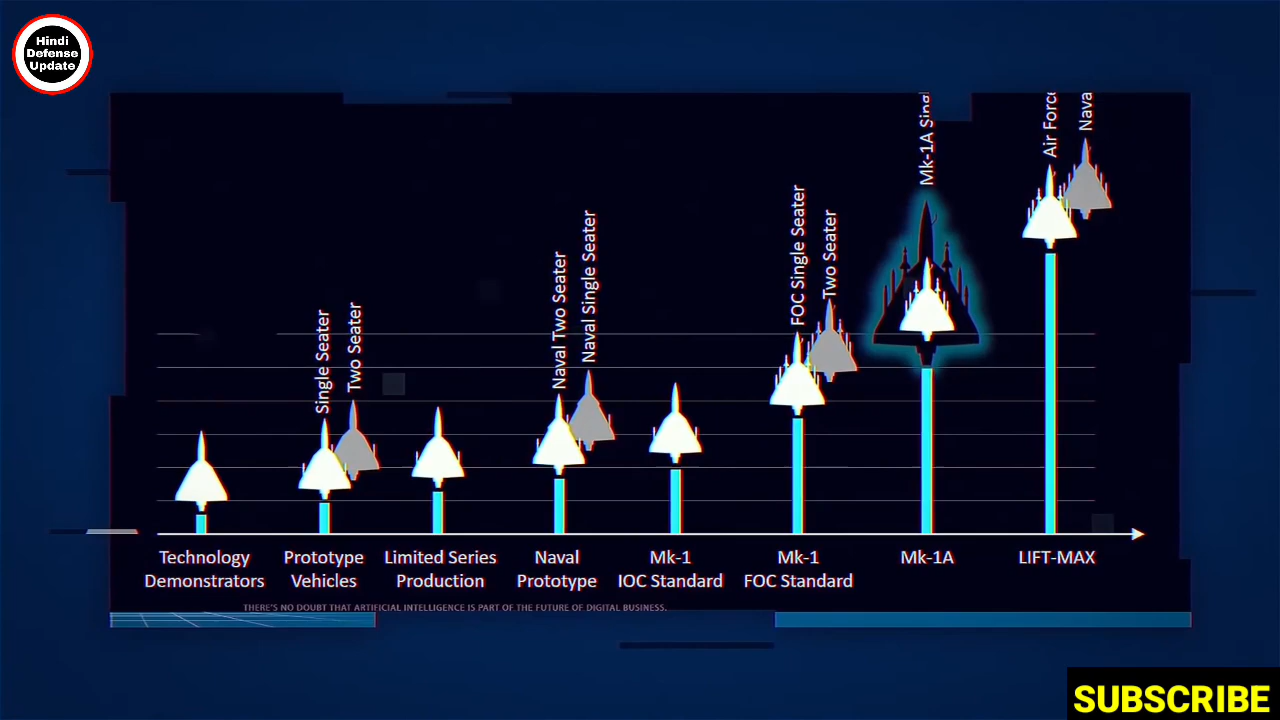 Hindi
Defense
Update
Single Seater
Two Seater
Naval Two Seater
Naval Single Seater
FOC Single Seater
Two Seater
Mk-1A
Air Force
Technology
Demonstrators
Prototype
Vehicles
Limited Series
Production
Naval
Prototype
Mk-1
IOC Standard
Mk-1
FOC Standard
Mk-1A
LIFT-MAX
THERE'S NO DOUBT THAT ARTIFICIAL INTELLIGENCE IS PART OF THE FUTURE OF DIGITAL BUSINESS.
SUBSCRIBE